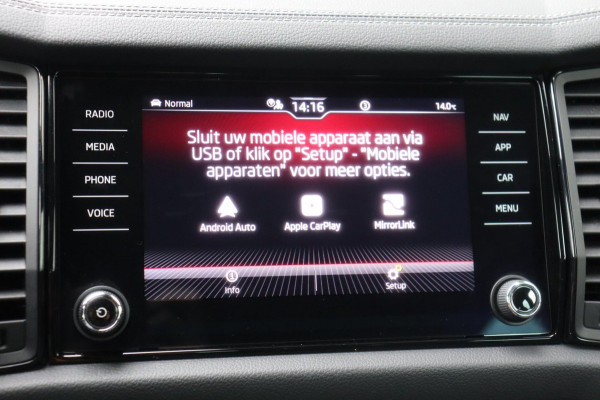 RADIO
MEDIA
PHONE
VOICE
Normal
14:16
14.0°C
Sluit uw mobiele apparaat aan via
USB of klik op "Setup" - "Mobiele
apparaten" voor meer opties.
Android Auto
Apple CarPlay
MirrorLink
Info
Setup
NAV
APP
CAR
MENU